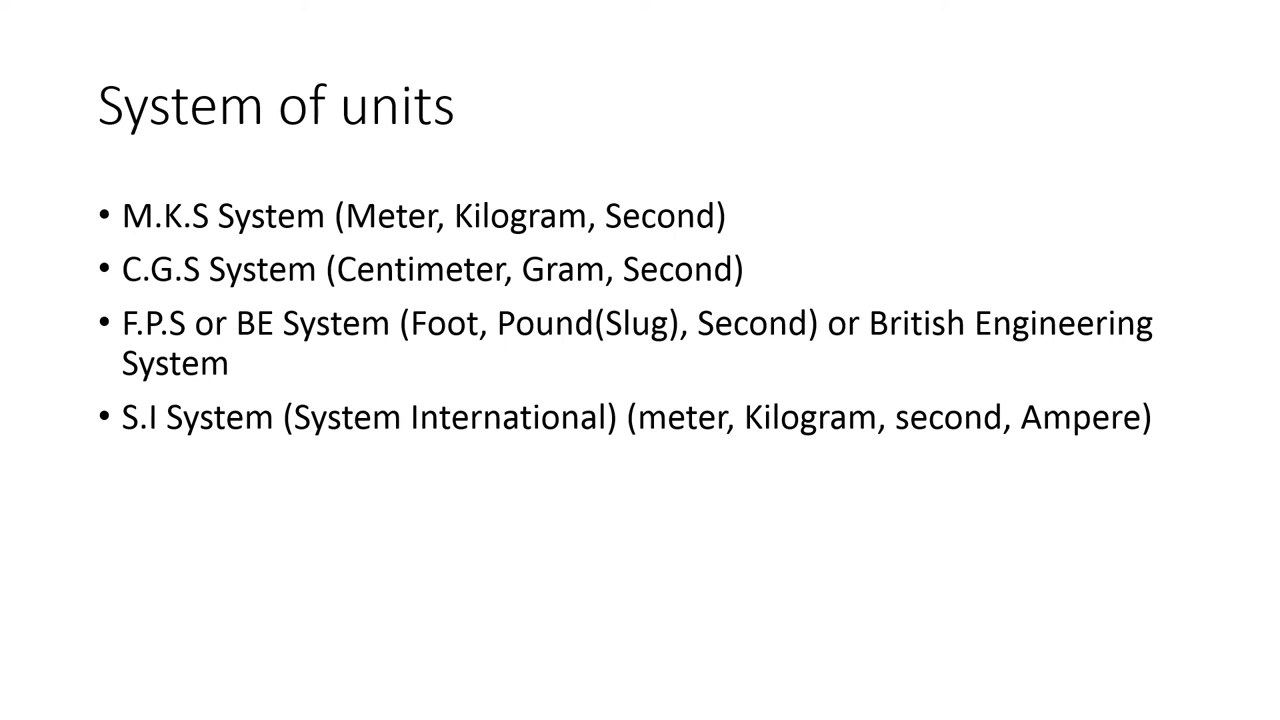 System of units
• M.K.S System (Meter, Kilogram, Second)
• C.G.S System (Centimeter, Gram, Second)
• F.P.S or BE System (Foot, Pound(Slug), Second) or British Engineering
System
• S.I System (System International) (meter, Kilogram, second, Ampere)